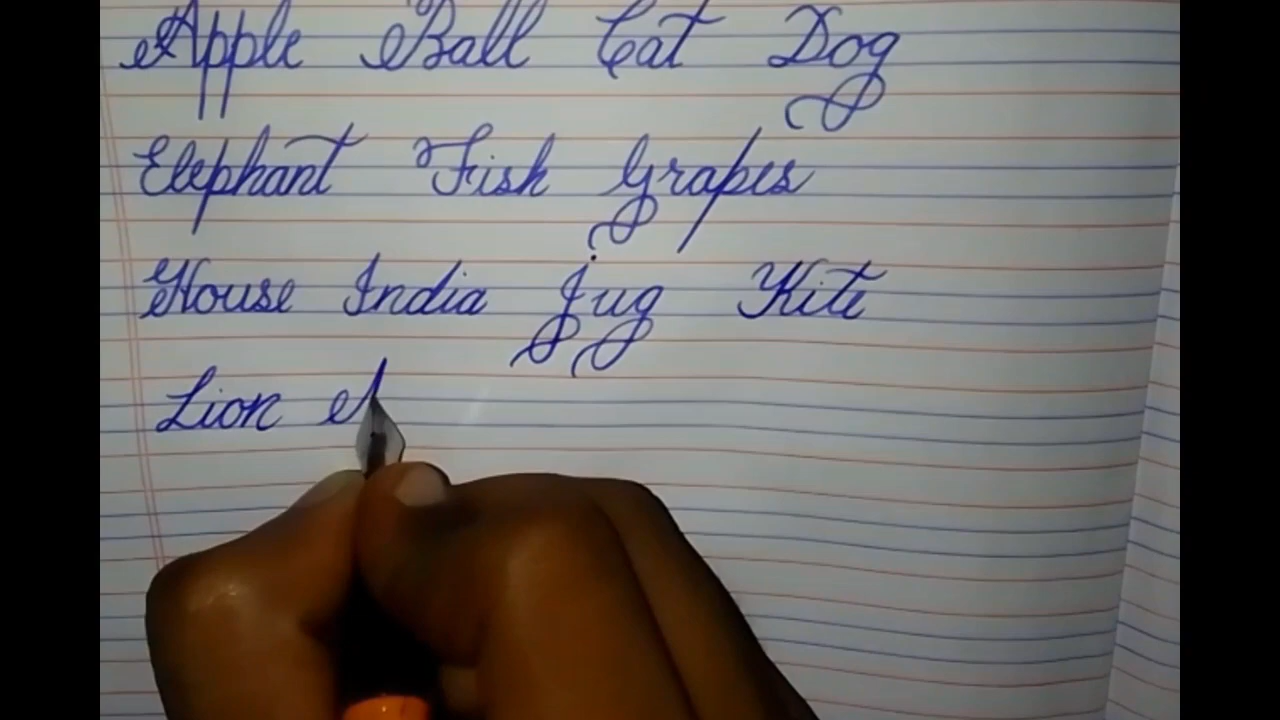 Apple Ball Cat Dog
Elephant Fish Grapes
House India Jug Kite
Lion